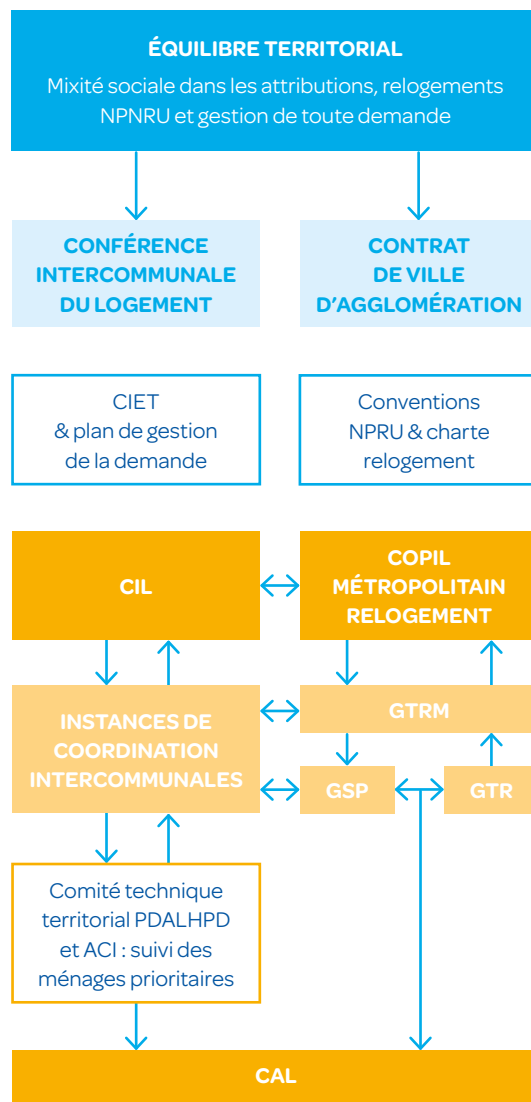 ÉQUILIBRE TERRITORIAL
Mixité sociale dans les attributions, relogements
NPNRU et gestion de toute demande
CONFÉRENCE
INTERCOMMUNALE
DU LOGEMENT
CONTRAT
DE VILLE
D'AGGLOMÉRATION
CIET
& plan de gestion
de la demande
Conventions
NPRU & charte
relogement
CIL
COPIL
MÉTROPOLITAIN
RELOGEMENT
INSTANCES DE
COORDINATION
INTERCOMMUNALES
GTRM
GSP
GTR
Comité technique
territorial PDALHPD
et ACI : suivi des
ménages prioritaires
CAL